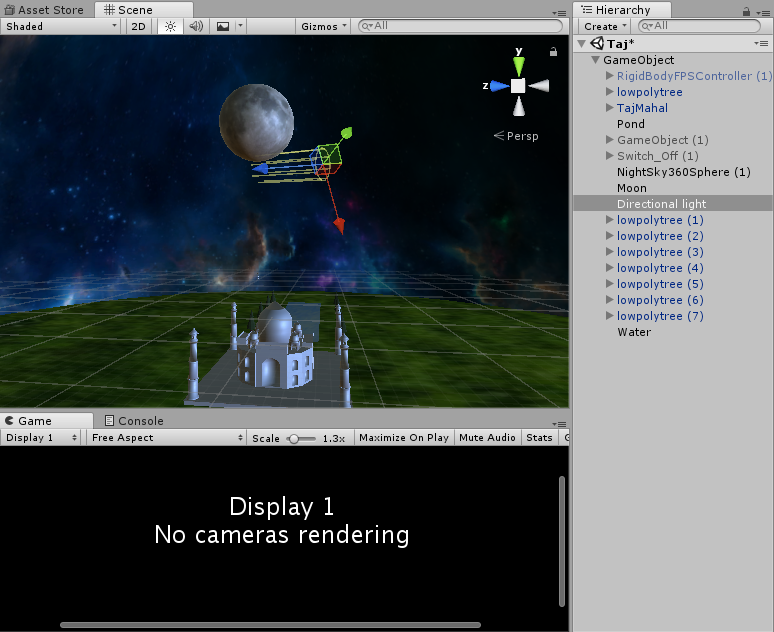 Asset Store
Scene
Shaded
2D
Gizmos
All
y
z
Persp
Game
Console
Display 1
Free Aspect
Scale
1.3x
Maximize On Play
Mute Audio
Stats
Display 1
No cameras rendering
Hierarchy
Create
All
Taj*
GameObject
RigidBodyFPSController (1)
lowpolytree
TajMahal
Pond
GameObject (1)
Switch_Off (1)
NightSky360Sphere (1)
Moon
Directional light
lowpolytree (1)
lowpolytree (2)
lowpolytree (3)
lowpolytree (4)
lowpolytree (5)
lowpolytree (6)
lowpolytree (7)
Water